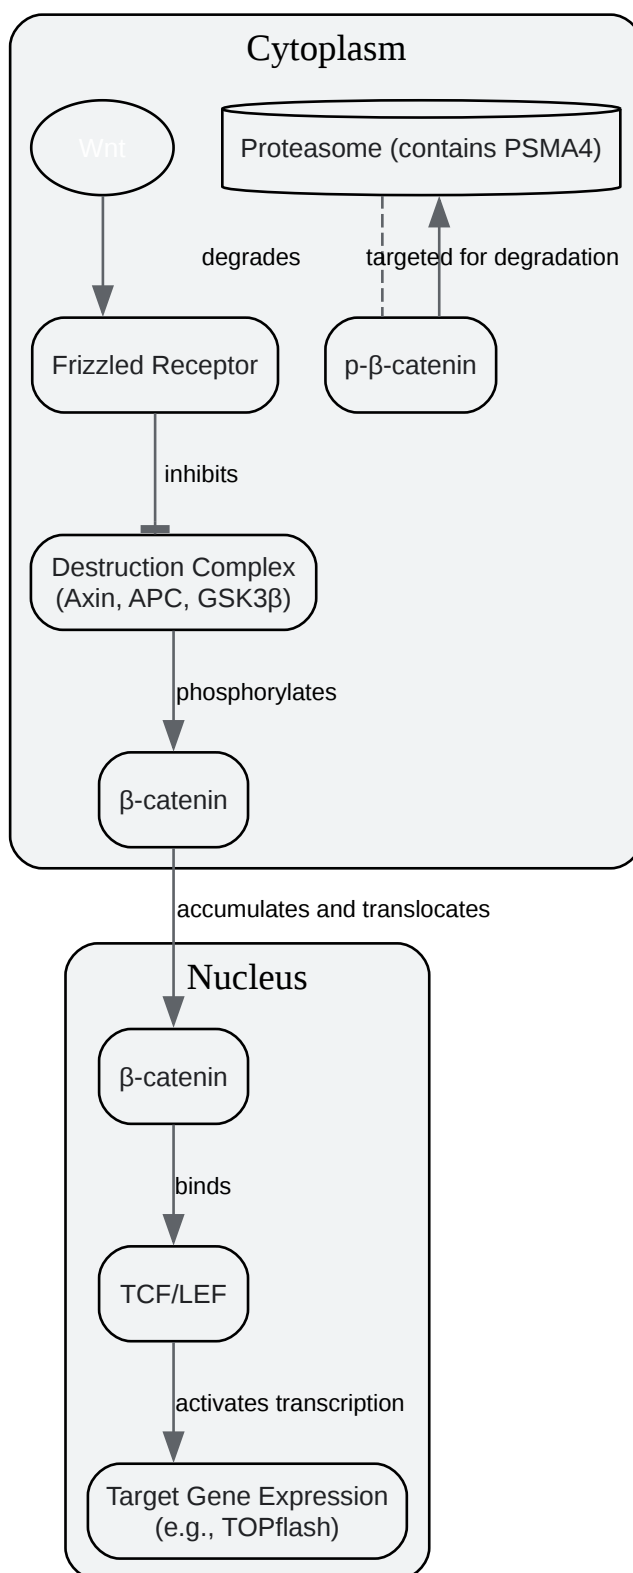 Cytoplasm
Wnt
Proteasome (contains PSMA4)
degrades
targeted for degradation
Frizzled Receptor
p-β-catenin
inhibits
Destruction Complex
(Axin, APC, GSK3β)
phosphorylates
β-catenin
accumulates and translocates
Nucleus
β-catenin
binds
TCF/LEF
activates transcription
Target Gene Expression
(e.g., TOPflash)